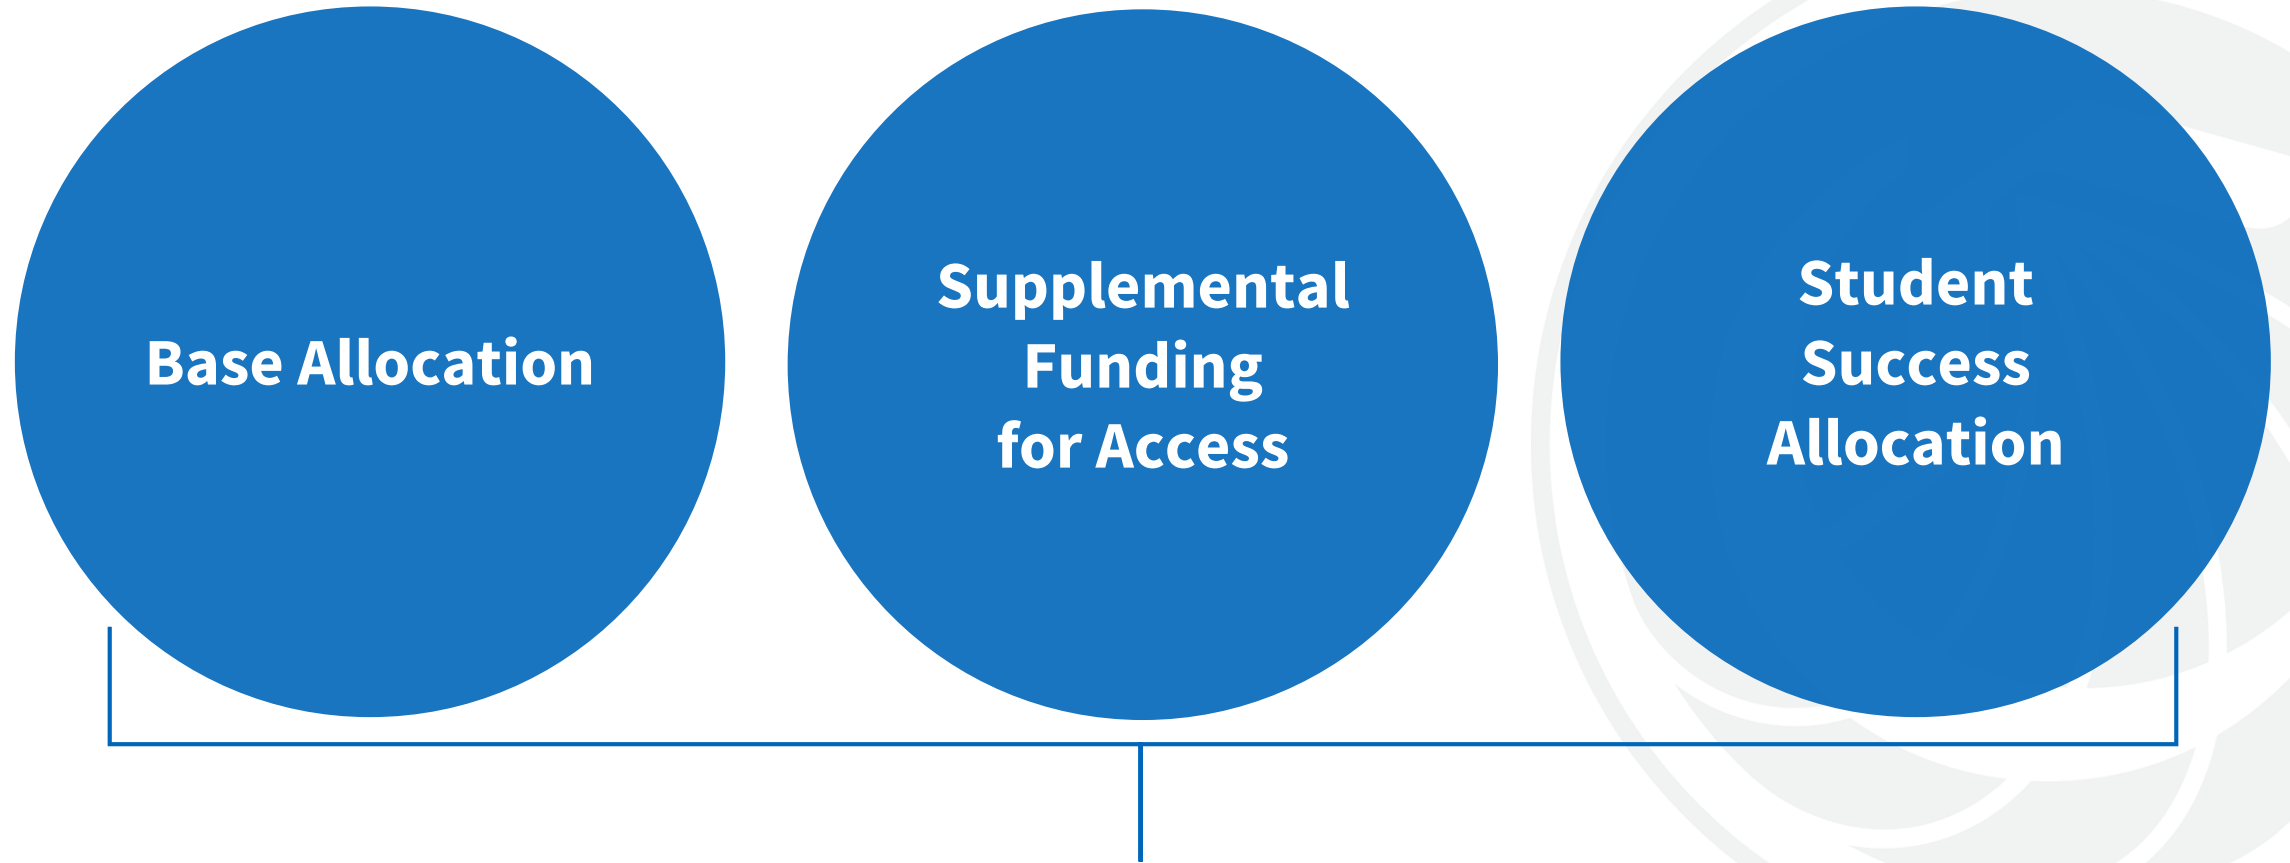 Base Allocation
Supplemental
Funding
for Access
Student
Success
Allocation